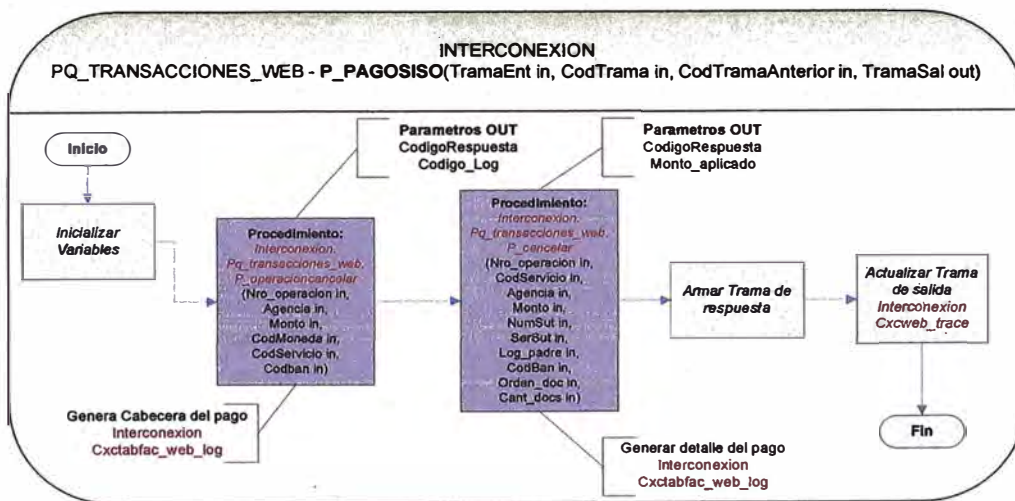 INTERCONEXION
PQ_TRANSACCIONES_WEB - P_PAGOSISO(TramaEnt in, CodTrama in, CodTramaAnterior in, TramaSal out)
Inicio
Inicializar
Variables
Parametros OUT
CodigoRespuesta
Codigo_Log
Procedimiento:
Interconexion.
Pq_transacciones_web.
P_operacioncancelar
(Nro_operacion in,
Agencia in,
Monto in,
CodMoneda in,
CodServicio in,
Codban in)
Genera Cabecera del pago
Interconexion
Cxctabfac_web_log
Parametros OUT
CodigoRespuesta
Monto_aplicado
Procedimiento:
Interconexion.
Pq_transacciones_web.
P_cancelar
(Nro_operacion in,
CodServicio in,
Agencia in,
Monto in,
NumSut in,
SerSut in,
Log_padre in,
CodBan in,
Orden_doc in,
Cant_docs in)
Generar detalle del pago
Interconexion
Cxctabfac_web_log
Armar Trama de
respuesta
Actualizar Trama
de salida
Interconexion
Cxcweb_trace
Fin